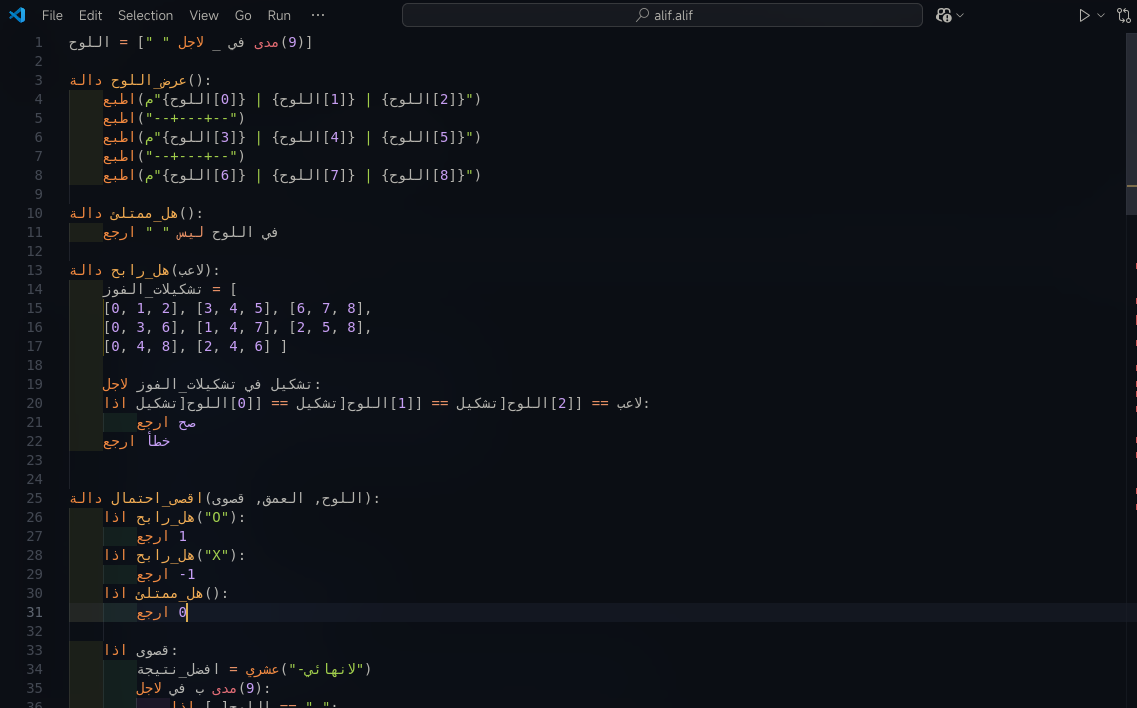 File Edit Selection View Go Run ··· alif.alif
1 اللوح = [" " لاجل _ في مدى(9)]
2
3 دالة عرض_اللوح():
4 اطبع(م"{اللوح[0]} | {اللوح[1]} | {اللوح[2]}")
5 اطبع("--+---+--")
6 اطبع(م"{اللوح[3]} | {اللوح[4]} | {اللوح[5]}")
7 اطبع("--+---+--")
8 اطبع(م"{اللوح[6]} | {اللوح[7]} | {اللوح[8]}")
9
10 دالة هل_ممتلئ():
11 ارجع " " ليس في اللوح
12
13 دالة هل_رابح(لاعب):
14 تشكيلات_الفوز = [
15 [0, 1, 2], [3, 4, 5], [6, 7, 8],
16 [0, 3, 6], [1, 4, 7], [2, 5, 8],
17 [0, 4, 8], [2, 4, 6] ]
18
19 لاجل تشكيل في تشكيلات_الفوز:
20 اذا اللوح[تشكيل[0]] == اللوح[تشكيل[1]] == اللوح[تشكيل[2]] == لاعب:
21 ارجع صح
22 ارجع خطأ
23
24
25 دالة اقصى_احتمال(اللوح, العمق, قصوى):
26 اذا هل_رابح("O"):
27 ارجع 1
28 اذا هل_رابح("X"):
29 ارجع -1
30 اذا هل_ممتلئ():
31 ارجع 0
32
33 اذا قصوى:
34 افضل_نتيجة = عشري("-لانهائي")
35 لاجل ب في مدى(9):
36